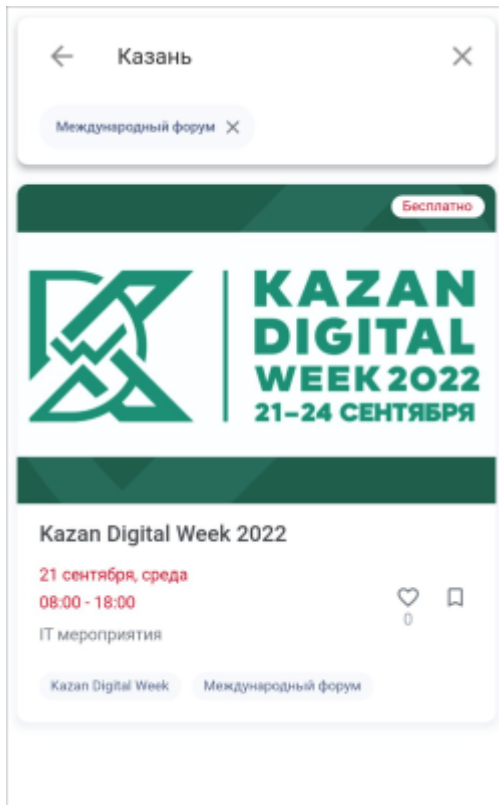 Казань
Международный форум
Бесплатно
KAZAN
DIGITAL
WEEK 2022
21–24 СЕНТЯБРЯ
Kazan Digital Week 2022
21 сентября, среда
08:00 - 18:00
0
IT мероприятия
Kazan Digital Week Международный форум